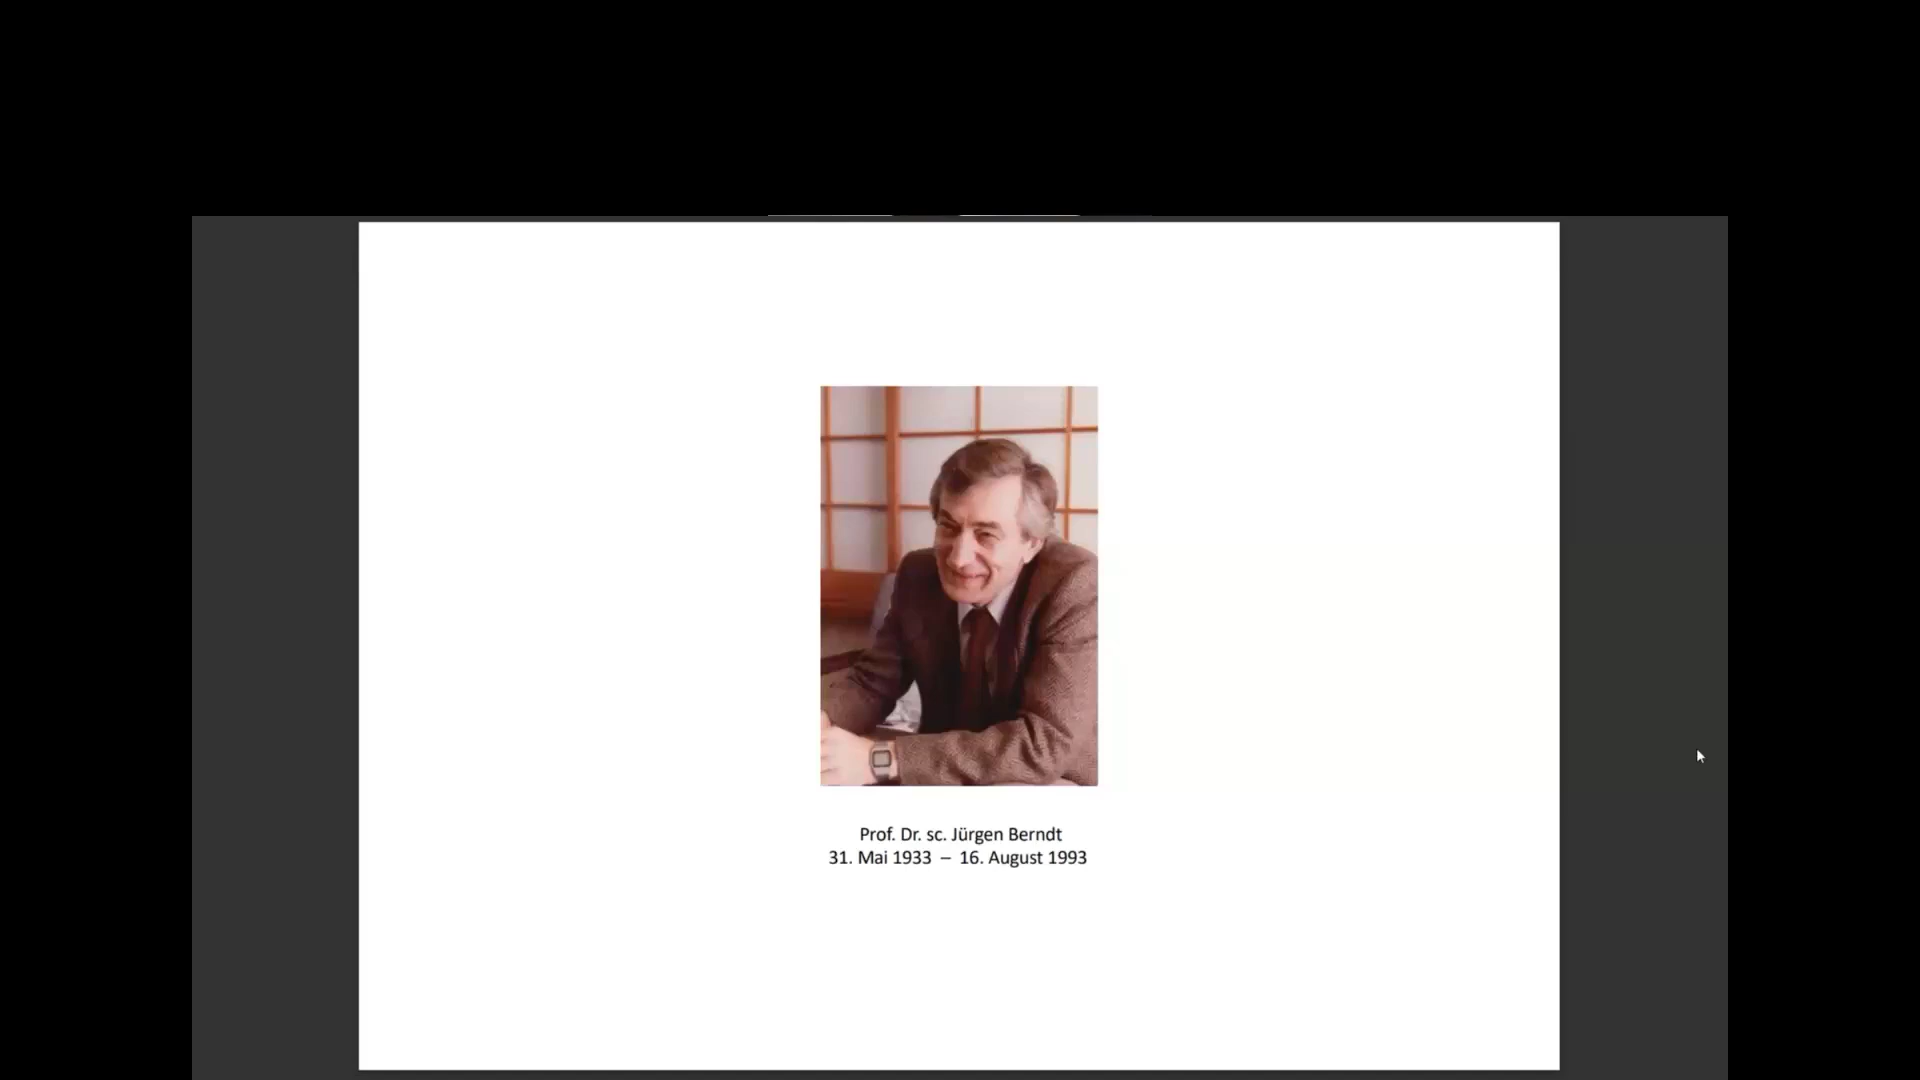 Prof. Dr. sc. Jürgen Berndt
31. Mai 1933 – 16. August 1993